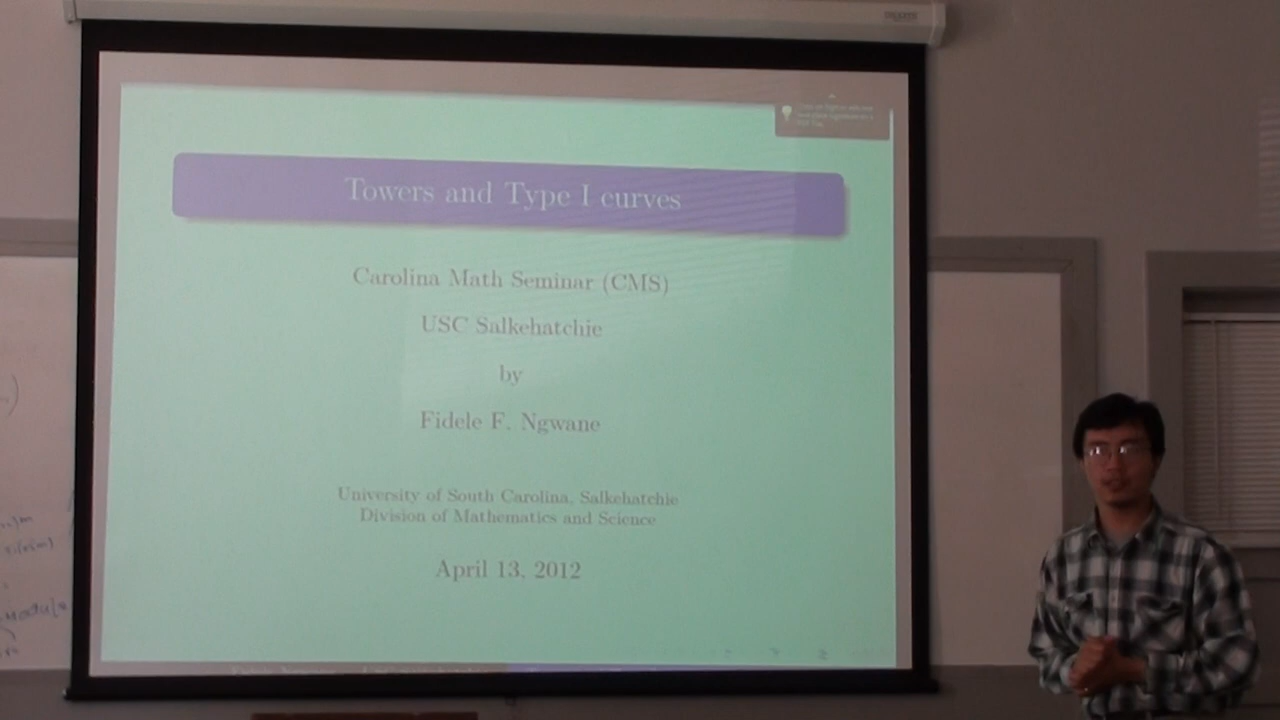 Towers and Type I curves
Carolina Math Seminar (CMS)
USC Salkehatchie
by
Fidele F. Ngwane
University of South Carolina, Salkehatchie
Division of Mathematics and Science
April 13, 2012